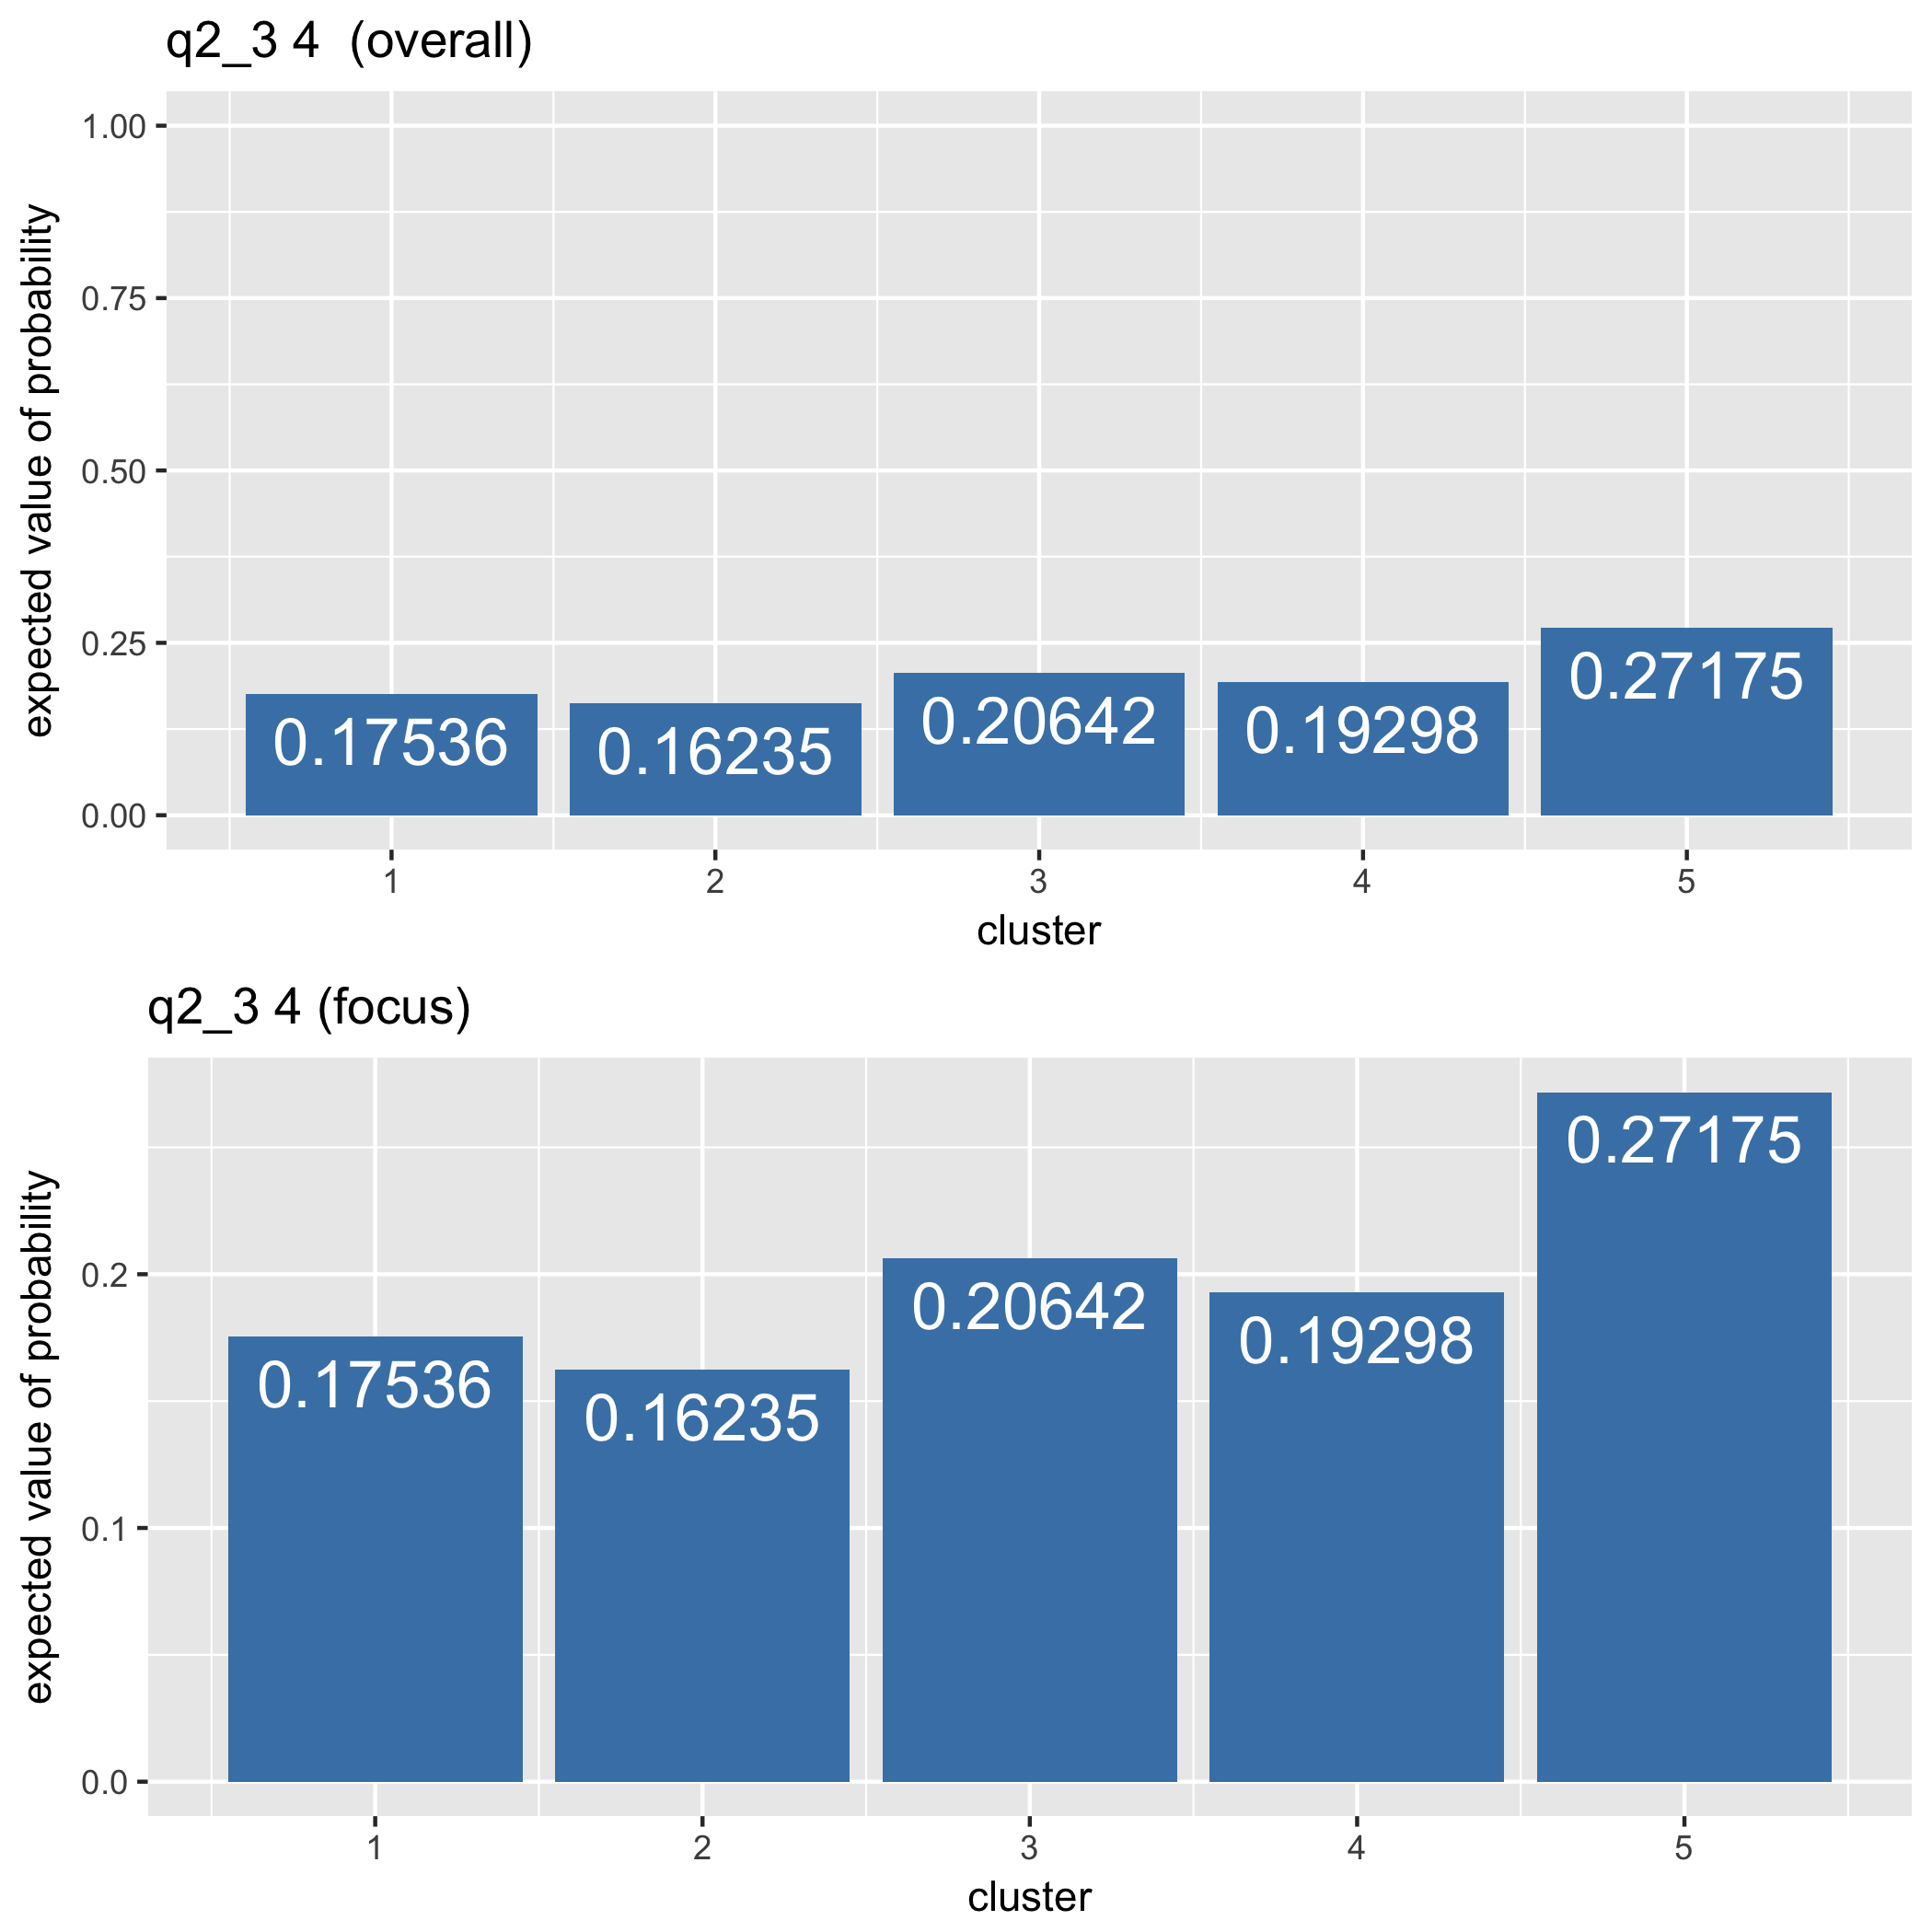 q2_3 4  (overall)
expected value of probability
1.00
0.75
0.50
0.25
0.00
0.17536
0.16235
0.20642
0.19298
0.27175
1 2 3 4 5
cluster
q2_3 4 (focus)
expected value of probability
0.2
0.1
0.0
0.17536
0.16235
0.20642
0.19298
0.27175
1 2 3 4 5
cluster